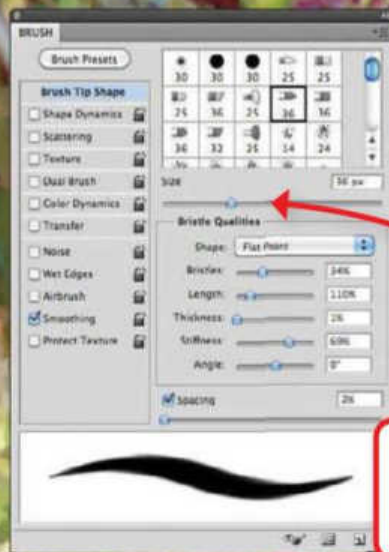 BRUSH
Brush Presets
30 30 30 25 25
Brush Tip Shape
25 36 25 36 36
Shape Dynamics
Scattering
36 32 25 14 24
Texture
Dual Brush
Size 36 px
Color Dynamics
Transfer
Bristle Qualities
Shape: Flat Point
Noise
Bristles: 34%
Wet Edges
Length: 110%
Airbrush
Thickness: 1%
Smoothing
Stiffness: 69%
Protect Texture
Angle: 0°
Spacing 2%